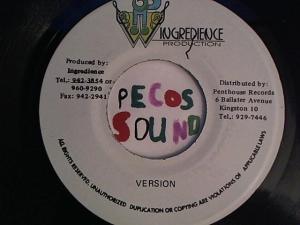 WINGREDIENCE
PRODUCTION
Produced by:
Ingredience
Tel.: 942-3854 or
960-9290
Fax: 942-2941
Distributed by:
Penthouse Records
6 Ballater Avenue
Kingston 10
Tel.: 929-7446
PECOS
SOUND
VERSION
ALL RIGHTS RESERVED. UNAUTHORIZED DUPLICATION OR COPYING ARE VIOLATIONS OF APPLICABLE LAWS